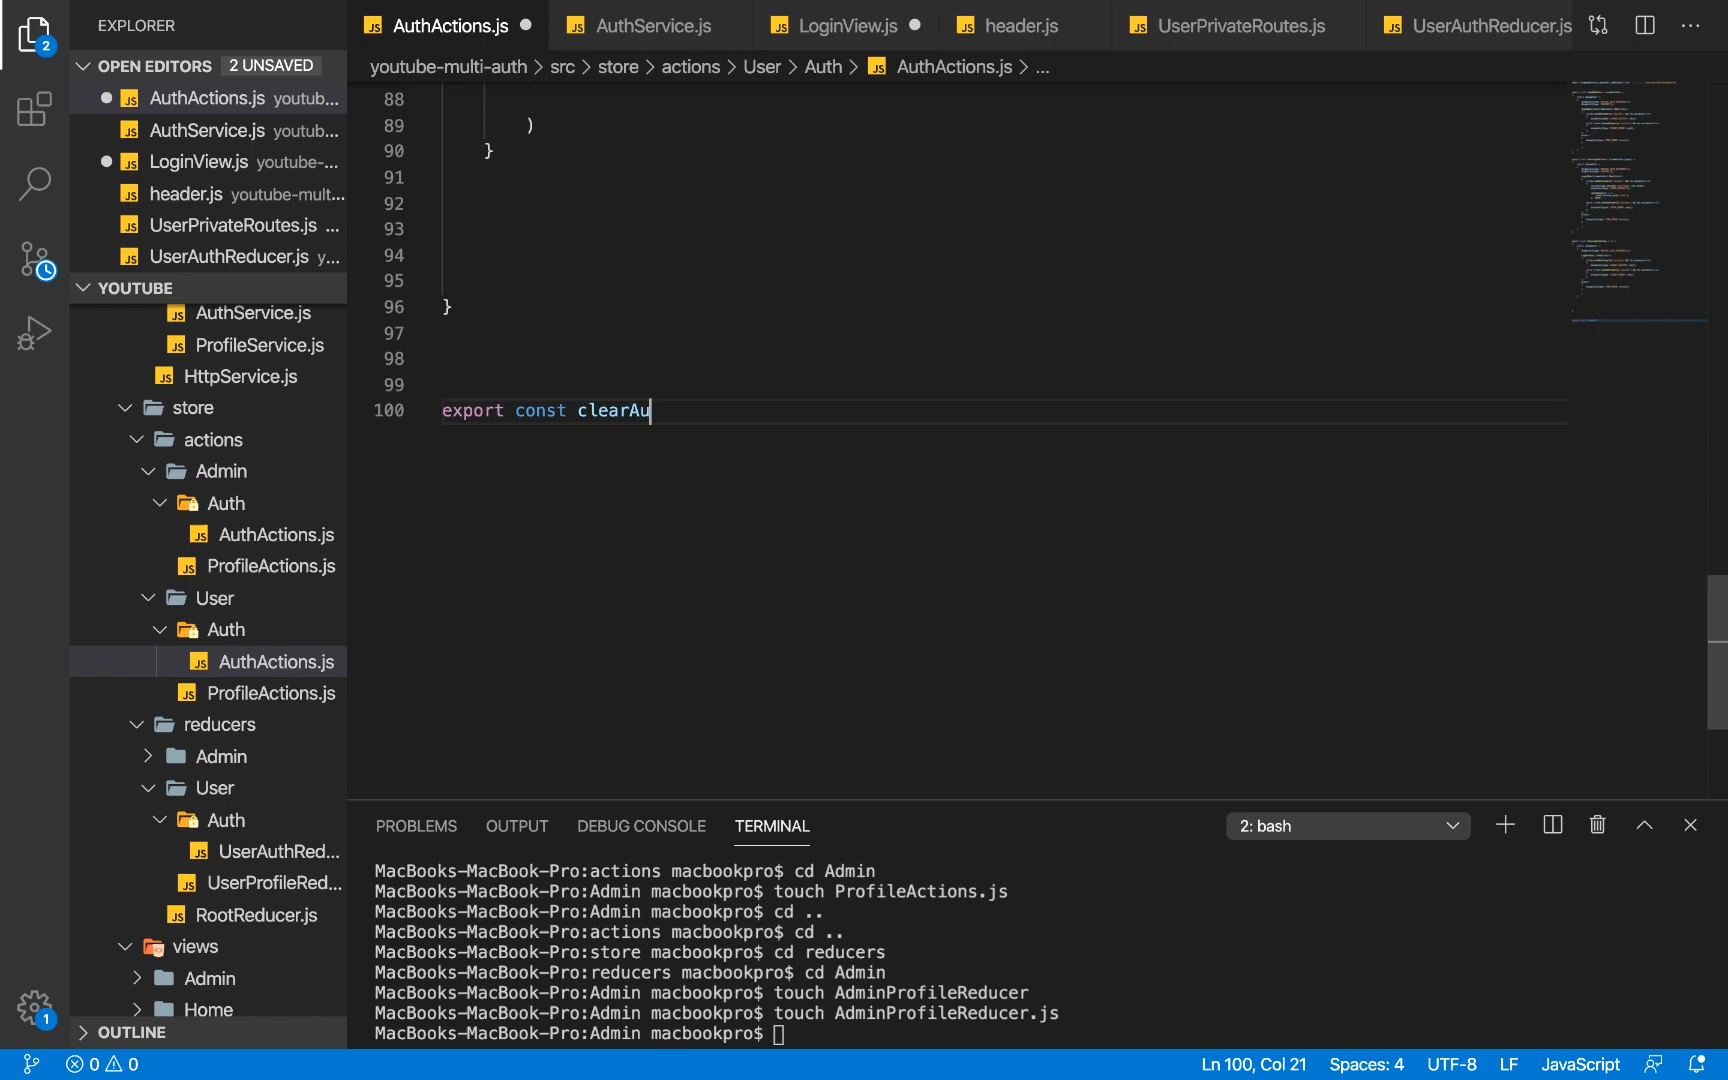 EXPLORER
OPEN EDITORS 2 UNSAVED
AuthActions.js youtub...
AuthService.js youtub...
LoginView.js youtube-...
header.js youtube-mult...
UserPrivateRoutes.js ...
UserAuthReducer.js y...
YOUTUBE
AuthService.js
ProfileService.js
HttpService.js
store
actions
Admin
Auth
AuthActions.js
ProfileActions.js
User
Auth
AuthActions.js
ProfileActions.js
reducers
Admin
User
Auth
UserAuthRed...
UserProfileRed...
RootReducer.js
views
Admin
Home
OUTLINE
2
1
AuthActions.js AuthService.js LoginView.js header.js UserPrivateRoutes.js UserAuthReducer.js
youtube-multi-auth > src > store > actions > User > Auth > AuthActions.js > ...
88
89 )
90 }
91
92
93
94
95
96 }
97
98
99
100 export const clearAu
PROBLEMS OUTPUT DEBUG CONSOLE TERMINAL 2: bash
MacBooks-MacBook-Pro:actions macbookpro$ cd Admin
MacBooks-MacBook-Pro:Admin macbookpro$ touch ProfileActions.js
MacBooks-MacBook-Pro:Admin macbookpro$ cd ..
MacBooks-MacBook-Pro:actions macbookpro$ cd ..
MacBooks-MacBook-Pro:store macbookpro$ cd reducers
MacBooks-MacBook-Pro:reducers macbookpro$ cd Admin
MacBooks-MacBook-Pro:Admin macbookpro$ touch AdminProfileReducer
MacBooks-MacBook-Pro:Admin macbookpro$ touch AdminProfileReducer.js
MacBooks-MacBook-Pro:Admin macbookpro$
0 0 Ln 100, Col 21 Spaces: 4 UTF-8 LF JavaScript